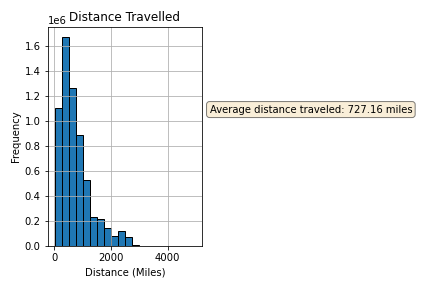 Distance Travelled
1e6
1.6
1.4
1.2
1.0
0.8
0.6
0.4
0.2
0.0
Frequency
0 2000 4000
Distance (Miles)
Average distance traveled: 727.16 miles